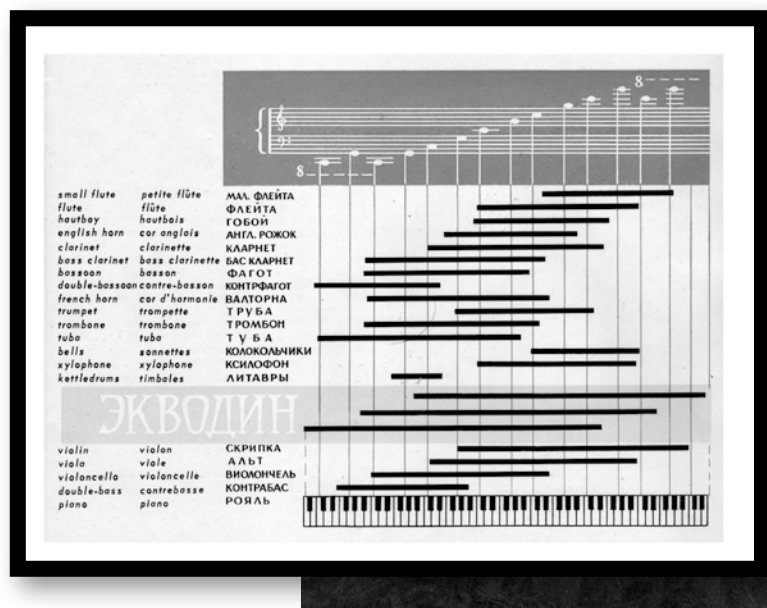 8
8
small flute petite flûte МАЛ. ФЛЕЙТА
flute flûte ФЛЕЙТА
hautboy hautbois ГОБОЙ
english horn cor anglais АНГЛ. РОЖОК
clarinet clarinette КЛАРНЕТ
bass clarinet bass clarinette БАС КЛАРНЕТ
bassoon basson ФАГОТ
double-bassoon contre-basson КОНТРФАГОТ
french horn cor d'harmonie ВАЛТОРНА
trumpet trompette ТРУБА
trombone trombone ТРОМБОН
tuba tuba ТУБА
bells sonnettes КОЛОКОЛЬЧИКИ
xylophone xylophone КСИЛОФОН
kettledrums timbales ЛИТАВРЫ
ЭКВОДИН
violin violon СКРИПКА
viola viole АЛЬТ
violoncello violoncelle ВИОЛОНЧЕЛЬ
double-bass contrebasse КОНТРАБАС
piano piano РОЯЛЬ